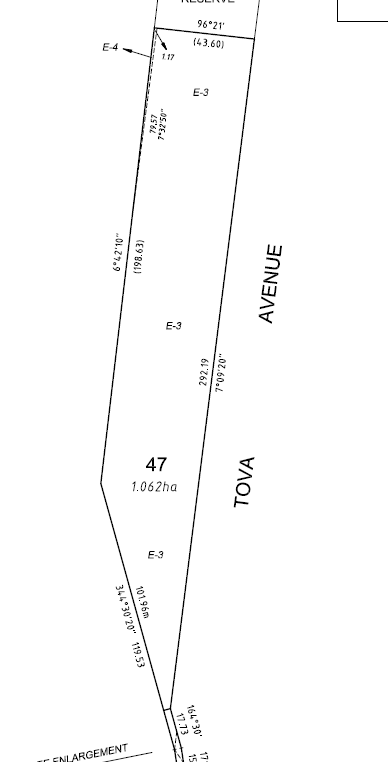 RESERVE
96°21'
(43.60)
E-4
1.17
E-3
79.57
7°32'50"
6°42'10"
(198.63)
AVENUE
E-3
292.19
7°09'20"
47
1.062ha
TOVA
E-3
101.96m
344°30'20" 119.53
164°30'
17.73
ENLARGEMENT